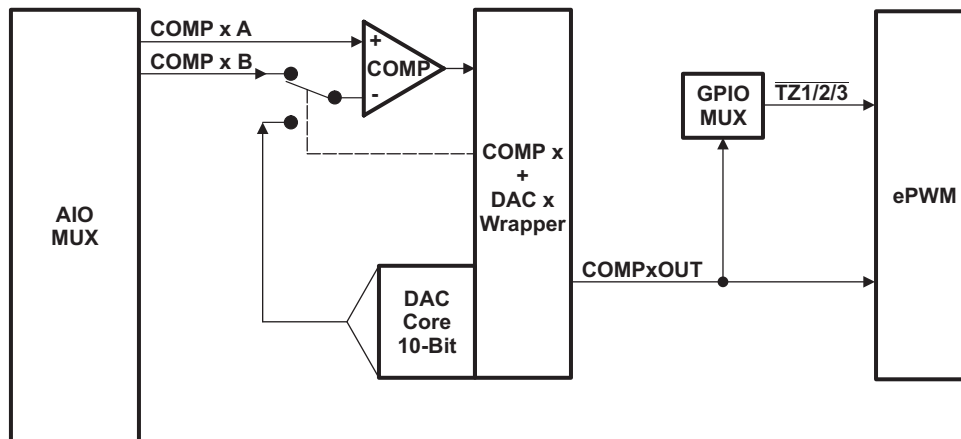 COMP x A
COMP x B
+
COMP
-
AIO
MUX
COMP x
+
DAC x
Wrapper
DAC
Core
10-Bit
COMPxOUT
GPIO
MUX
TZ1/2/3
ePWM